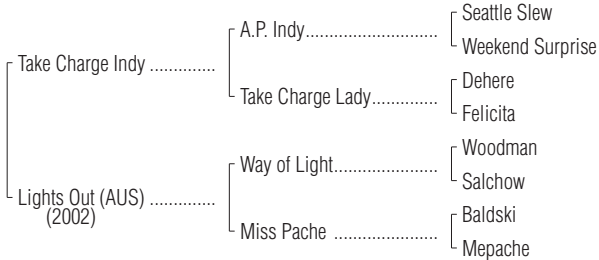 Seattle Slew
A.P. Indy
Weekend Surprise
Take Charge Indy
Dehere
Take Charge Lady
Felicita
Woodman
Way of Light
Salchow
Lights Out (AUS)
(2002)
Baldski
Miss Pache
Mepache